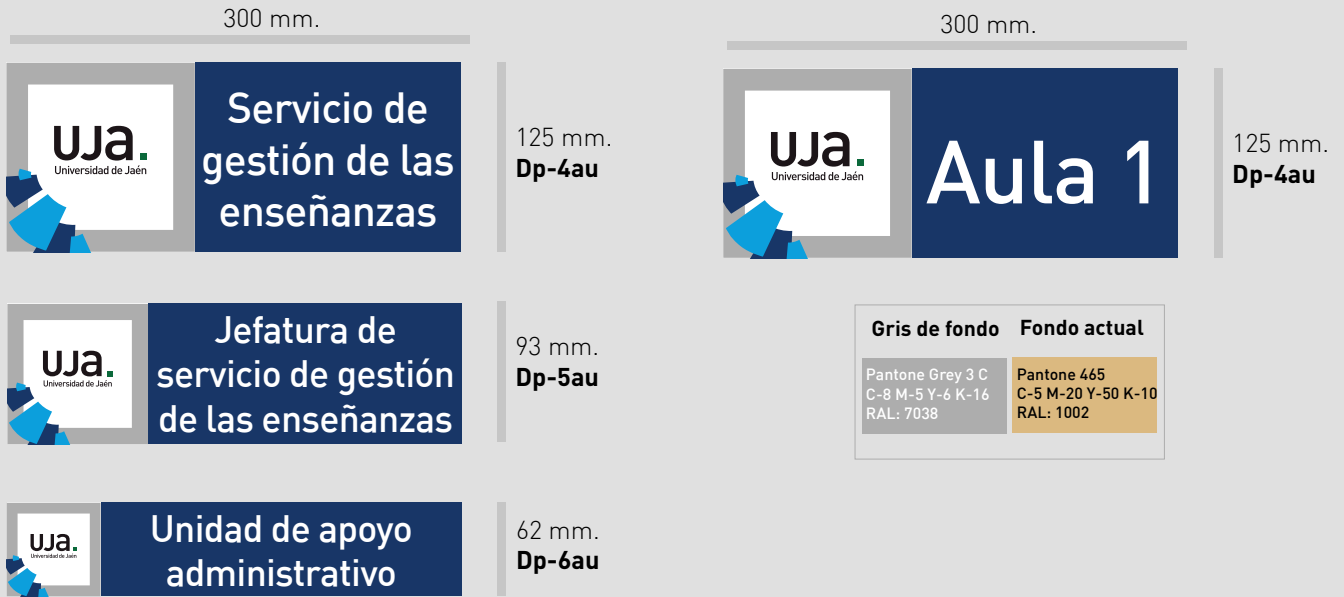 300 mm.
uja.
Universidad de Jaén
Servicio de
gestión de las
enseñanzas
125 mm.
Dp-4au
uja.
Universidad de Jaén
Jefatura de
servicio de gestión
de las enseñanzas
93 mm.
Dp-5au
uja.
Universidad de Jaén
Unidad de apoyo
administrativo
62 mm.
Dp-6au
300 mm.
uja.
Universidad de Jaén
Aula 1
125 mm.
Dp-4au
Gris de fondo
Pantone Grey 3 C
C-8 M-5 Y-6 K-16
RAL: 7038
Fondo actual
Pantone 465
C-5 M-20 Y-50 K-10
RAL: 1002